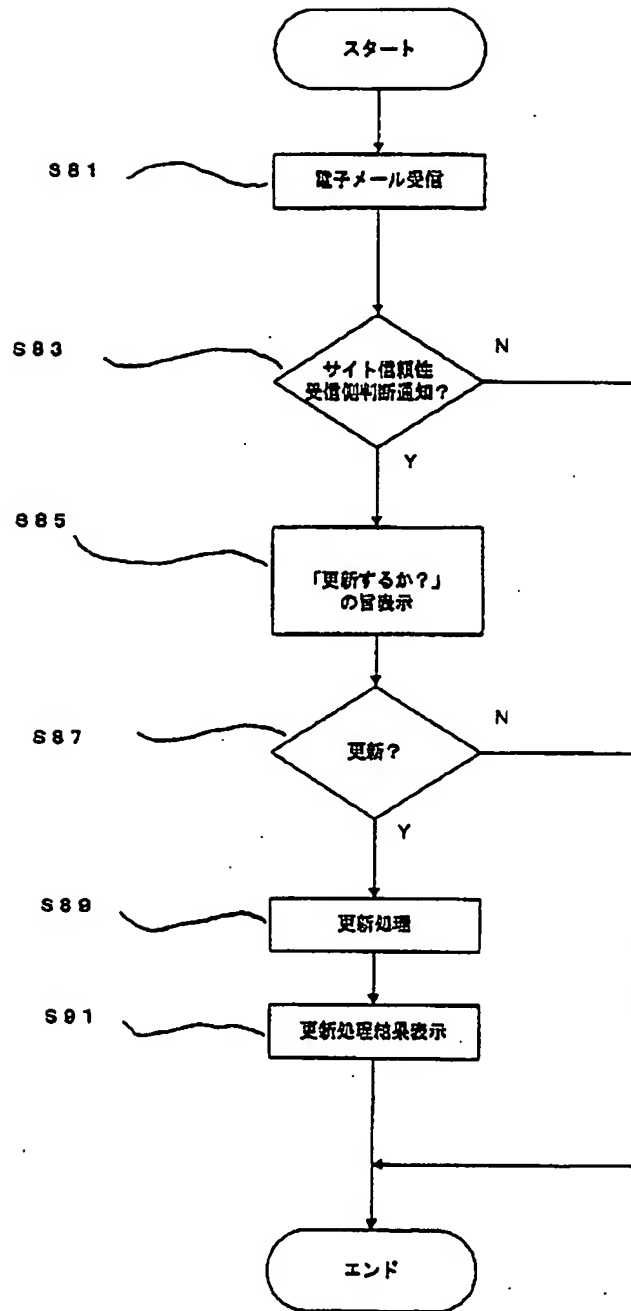 スタート
S81
電子メール受信
S83
サイト信頼性
受信側判断通知?
N
Y
S85
「更新するか?」
の旨表示
S87
更新?
N
Y
S89
更新処理
S91
更新処理結果表示
エンド